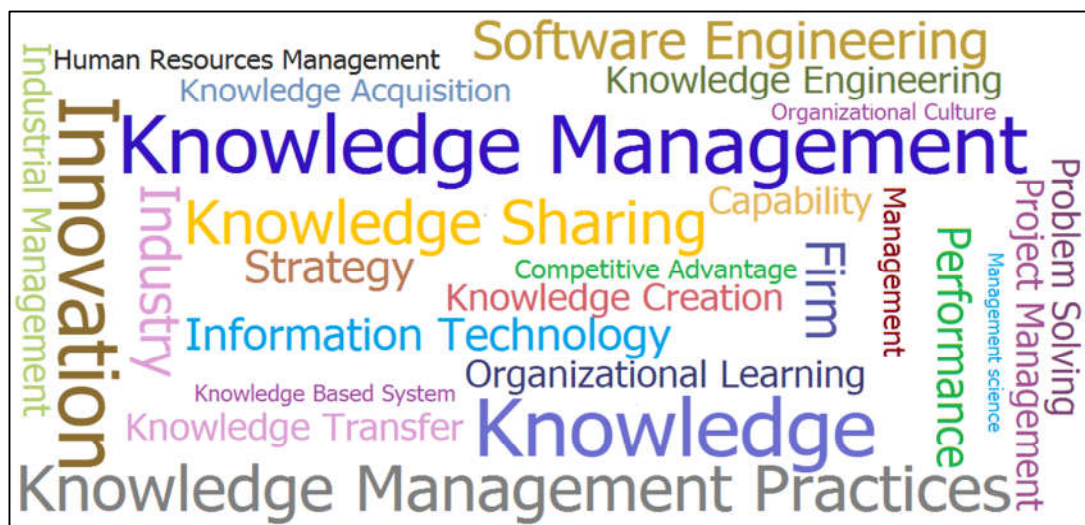 Software Engineering
Human Resources Management
Knowledge Engineering
Knowledge Acquisition
Organizational Culture
Knowledge Management
Industrial Management
Innovation
Industry
Knowledge Sharing
Capability
Management
Problem Solving
Project Management
Performance
Management science
Firm
Strategy
Competitive Advantage
Knowledge Creation
Information Technology
Organizational Learning
Knowledge Based System
Knowledge Transfer
Knowledge
Knowledge Management Practices